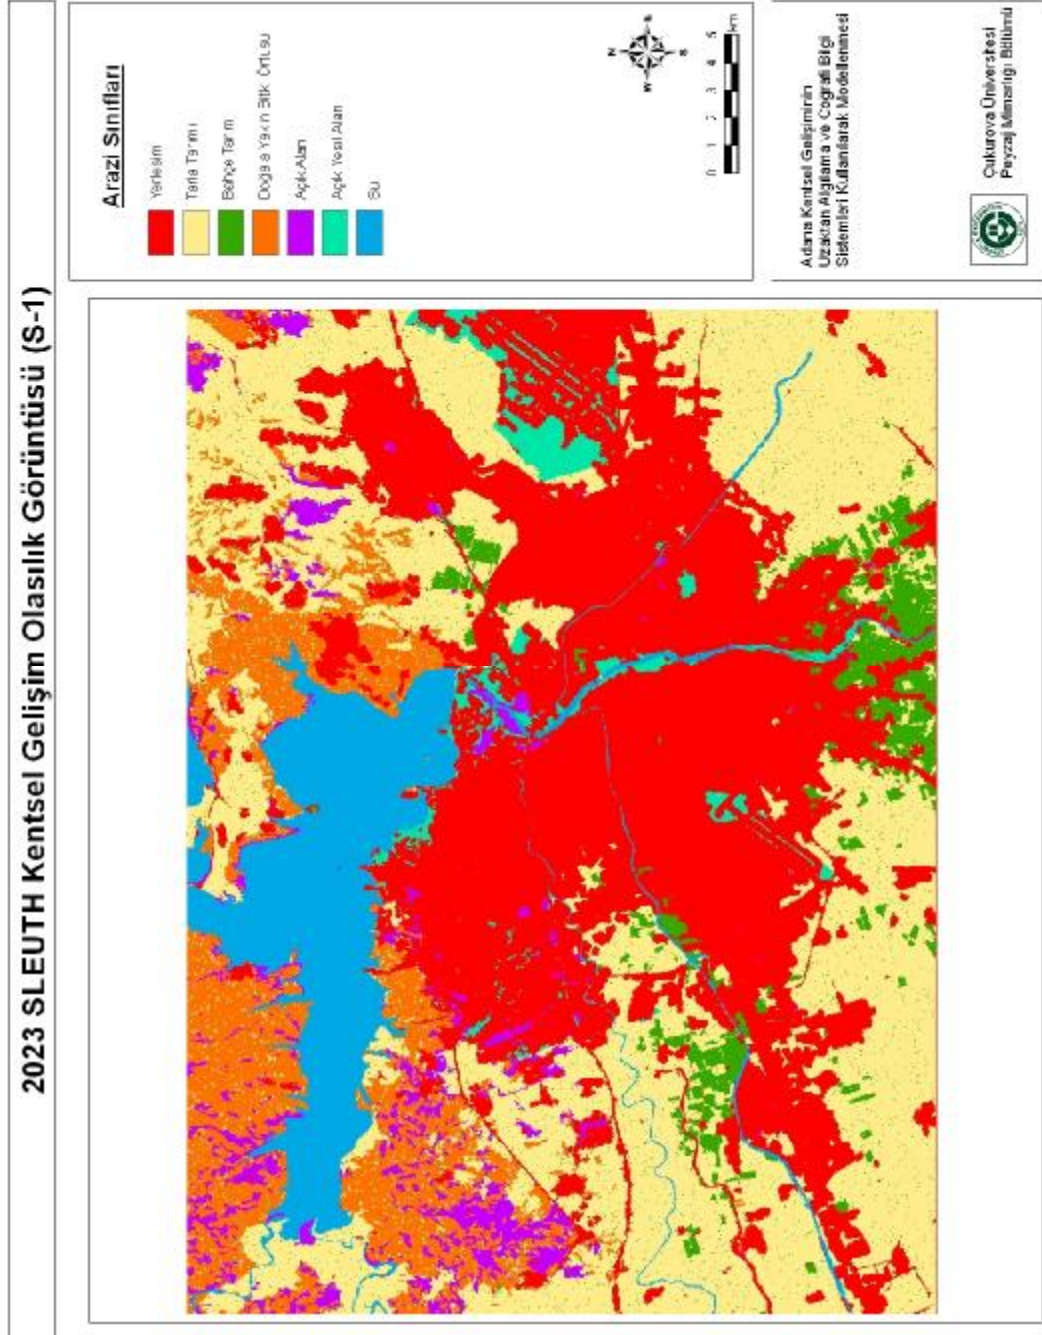 2023 SLEUTH Kentsel Gelişim Olasılık Görüntüsü (S-1)
Arazi Sınıfları
Yerleşim
Tarla Tarımı
Bahçe Tarım
Doğala Yakın Bitki Örtüsü
Açık Alan
Açık Yeşil Alan
Su
N
W
S
0 1 2 3 4 5
km
Adana Kentsel Gelişiminin
Uzaktan Algılama ve Coğrafi Bilgi
Sistemleri Kullanılarak Modellenmesi
Çukurova Üniversitesi
Peyzaj Mimarlığı Bölümü